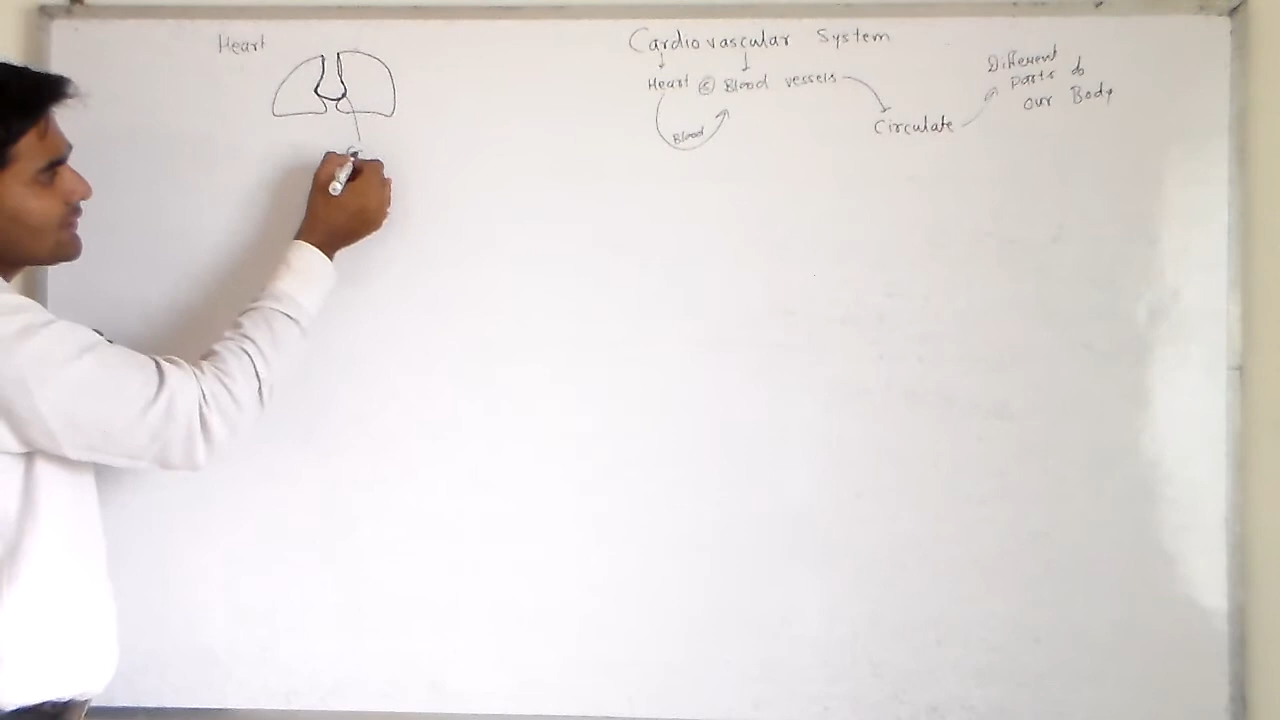 Heart
Cardiovascular System
Heart © Blood vessels
Blood
Circulate
Different
Parts of
our Body